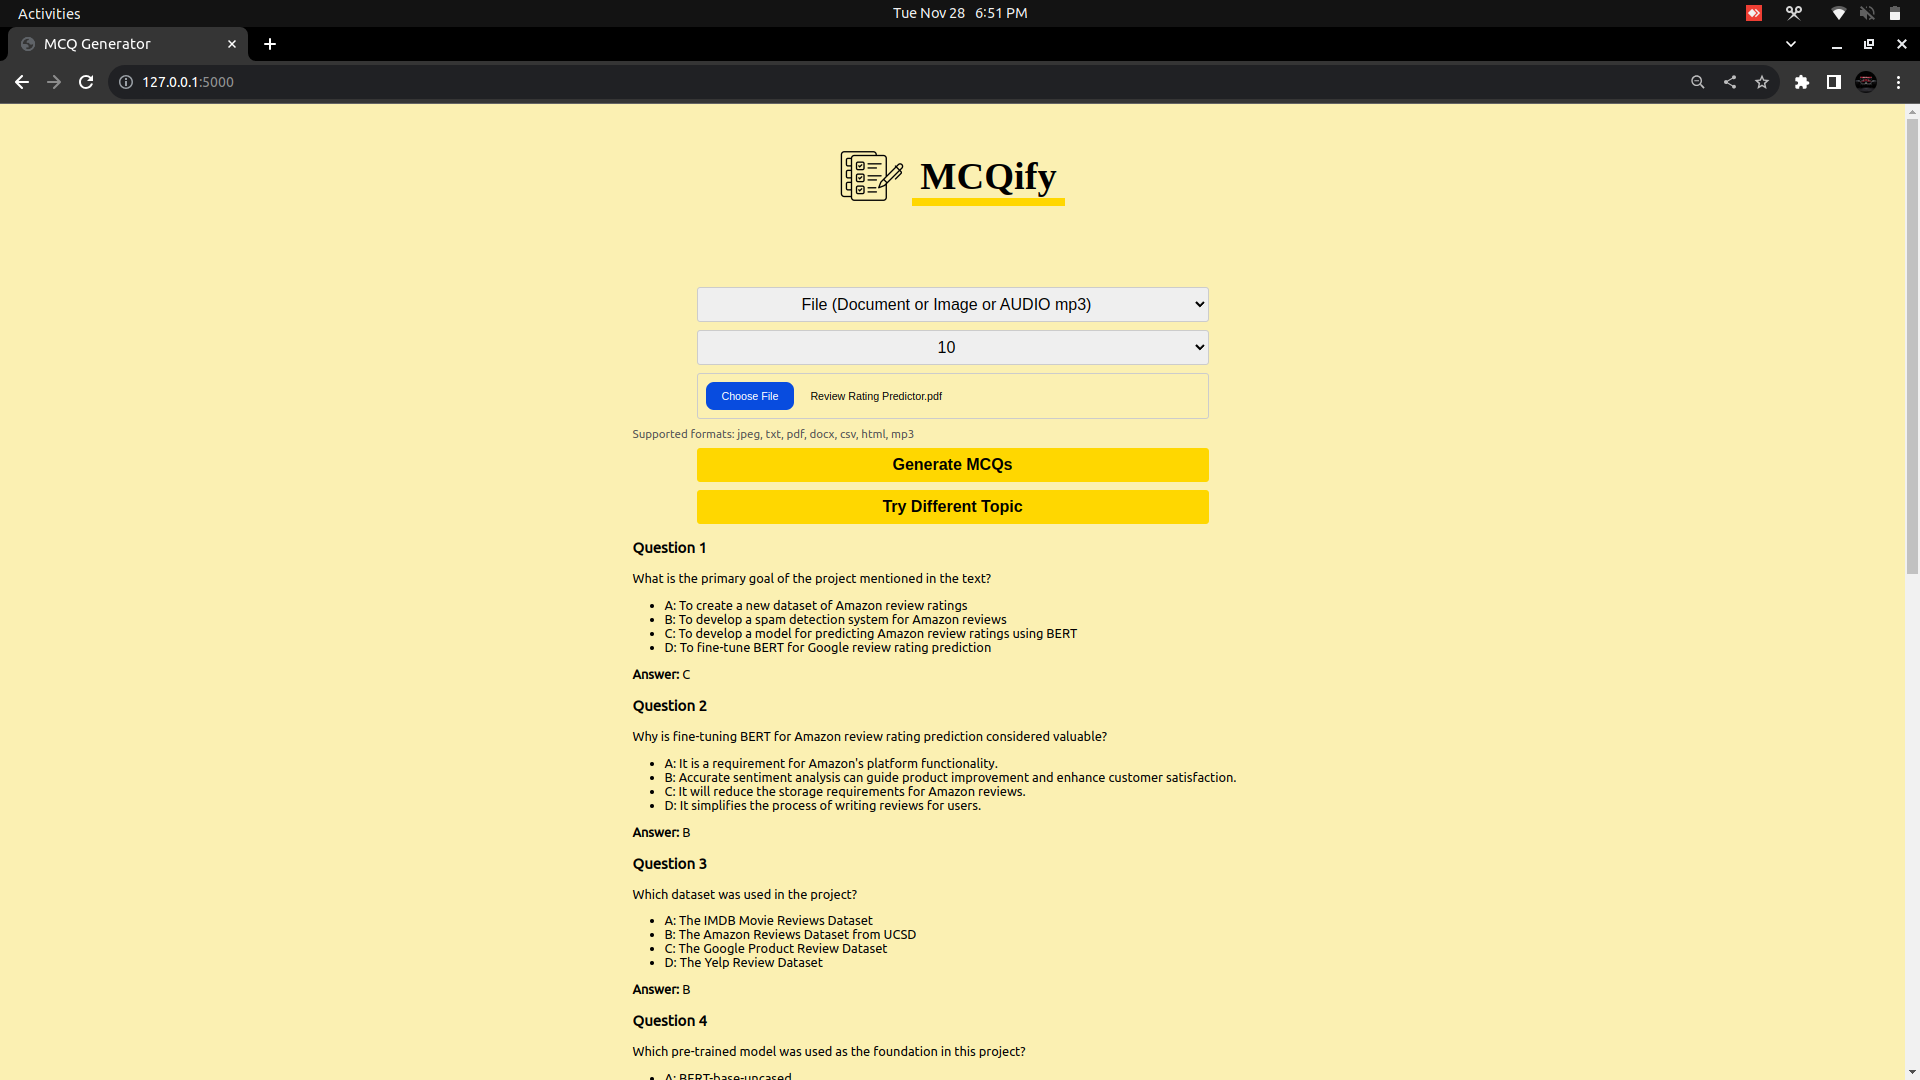 Activities
Tue Nov 28 6:51 PM
MCQ Generator
127.0.0.1:5000
MCQify
File (Document or Image or AUDIO mp3)
10
Choose File Review Rating Predictor.pdf
Supported formats: jpeg, txt, pdf, docx, csv, html, mp3
Generate MCQs
Try Different Topic
Question 1
What is the primary goal of the project mentioned in the text?
A: To create a new dataset of Amazon review ratings
B: To develop a spam detection system for Amazon reviews
C: To develop a model for predicting Amazon review ratings using BERT
D: To fine-tune BERT for Google review rating prediction
Answer: C
Question 2
Why is fine-tuning BERT for Amazon review rating prediction considered valuable?
A: It is a requirement for Amazon's platform functionality.
B: Accurate sentiment analysis can guide product improvement and enhance customer satisfaction.
C: It will reduce the storage requirements for Amazon reviews.
D: It simplifies the process of writing reviews for users.
Answer: B
Question 3
Which dataset was used in the project?
A: The IMDB Movie Reviews Dataset
B: The Amazon Reviews Dataset from UCSD
C: The Google Product Review Dataset
D: The Yelp Review Dataset
Answer: B
Question 4
Which pre-trained model was used as the foundation in this project?
A: BERT-base-uncased